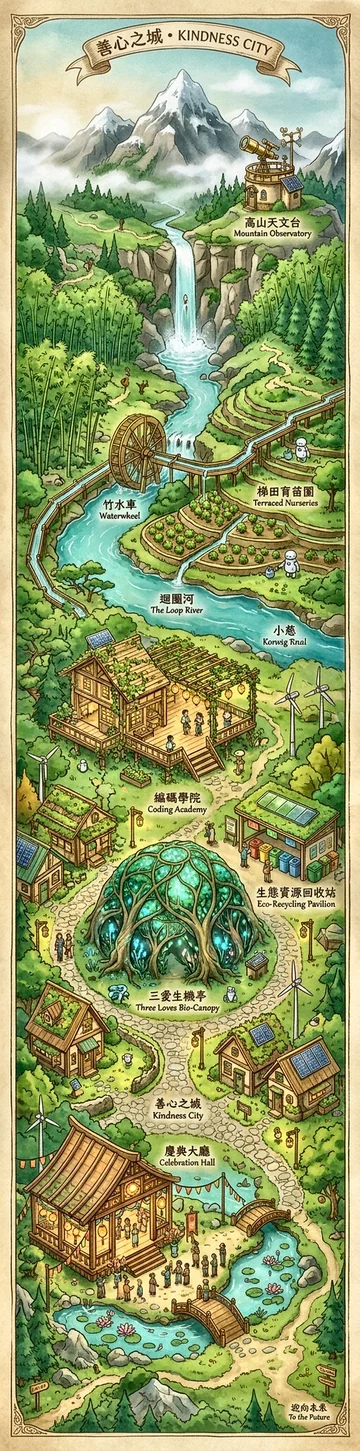 善心之城 • KINDNESS CITY
高山天文台
Mountain Observatory
竹水車
Waterwheel
梯田育苗園
Terraced Nurseries
迴圈河
The Loop River
小慈
Korwig Rnal
編碼學院
Coding Academy
生態資源回收站
Eco-Recycling Pavilion
三愛生機亭
Three Loves Bio-Canopy
善心之城
Kindness City
慶典大廳
Celebration Hall
迎向未來
To the Puture